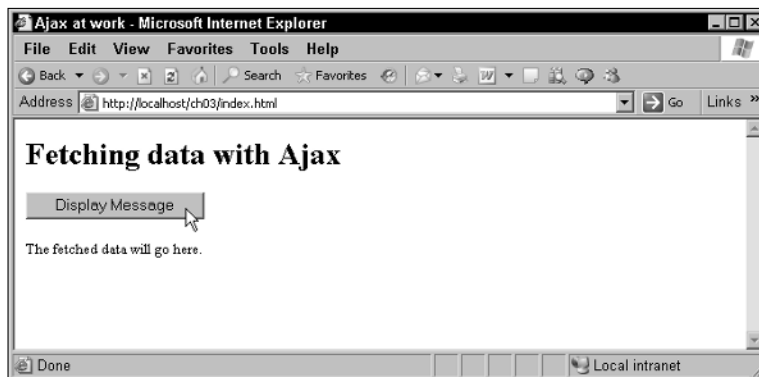 Ajax at work - Microsoft Internet Explorer
File Edit View Favorites Tools Help
Back Search Favorites
Address http://localhost/ch03/index.html Go Links »
Fetching data with Ajax
Display Message
The fetched data will go here.
Done Local intranet